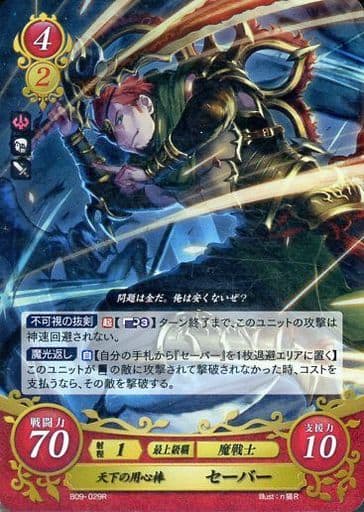 4
2
問題は金だ。俺は安くないぜ?
不可視の抜剣 起【3】ターン終了まで、このユニットの攻撃は
神速回避されない。
魔光返し 自【自分の手札から『セーバー』を1枚退避エリアに置く】
このユニットが の敵に攻撃されて撃破されなかった時、コストを
支払うなら、その敵を撃破する。
戦闘力
70
射程 1 最上級職 魔戦士
支援力
10
天下の用心棒 セーバー
B09-029R
Illust:n猫R